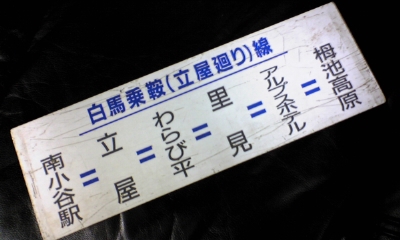 白馬乗鞍(立屋廻り)線
南小谷駅=立屋=わらび平=里見=アルプスホテル=栂池高原